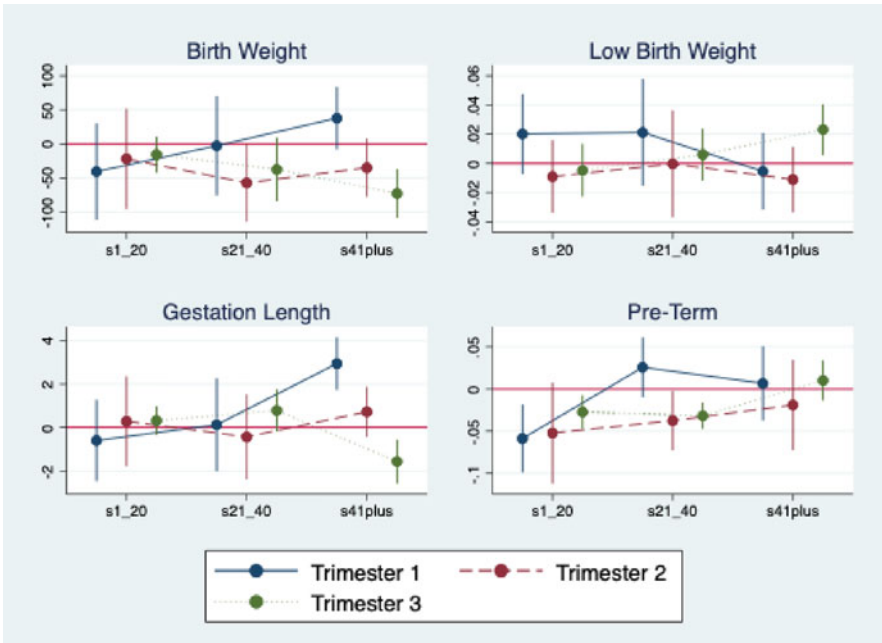 Birth Weight
100
50
0
-50
-100
s1_20 s21_40 s41plus
Low Birth Weight
.06
.04
.02
0
-.02
-.04
s1_20 s21_40 s41plus
Gestation Length
4
2
0
-2
s1_20 s21_40 s41plus
Pre-Term
.05
0
-.05
-.1
s1_20 s21_40 s41plus
Trimester 1 Trimester 2
Trimester 3